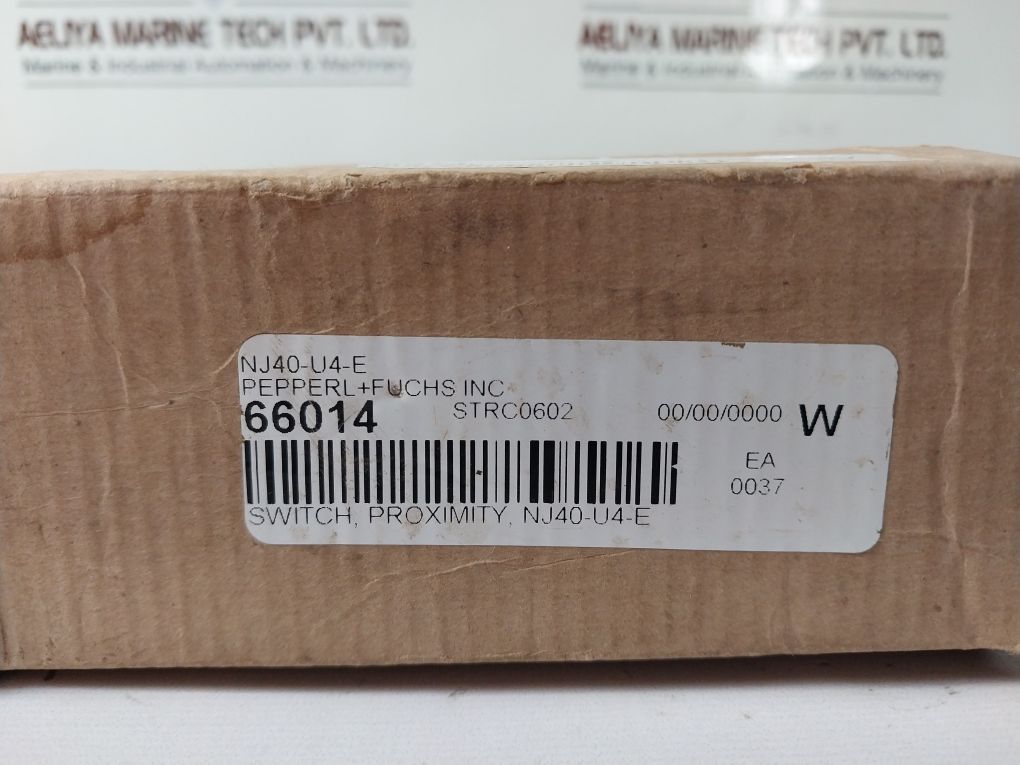 AELIYA MARINE TECH PVT. LTD.
Marine & Industrial Automation & Machinery
AELIYA MARINE TECH PVT. LTD.
Marine & Industrial Automation & Machinery
NJ40-U4-E
PEPPERL+FUCHS INC
66014 STRC0602 00/00/0000 W
EA
0037
SWITCH, PROXIMITY, NJ40-U4-E